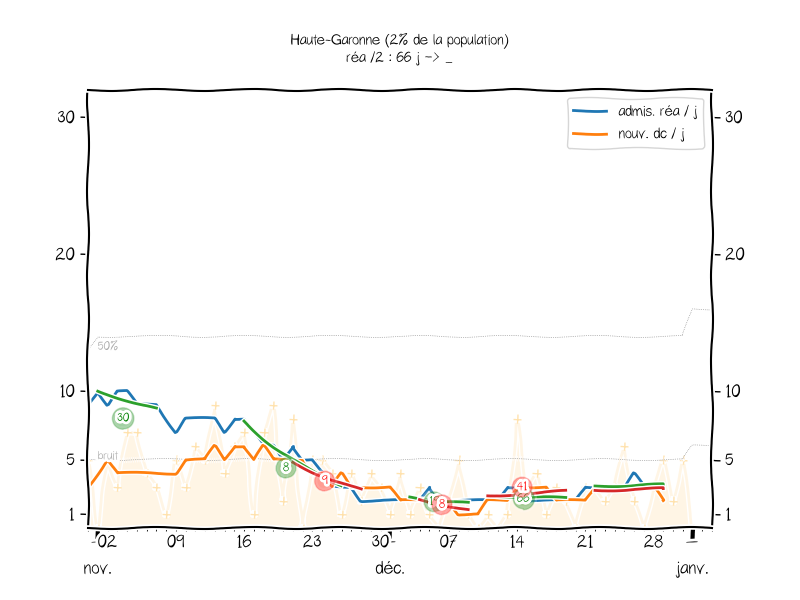 Haute-Garonne (2% de la population)
réa /2 : 66 j -> _
admis. réa / j
nouv. dc / j
30 30
20 20
50%
10 10
30
bruit
5 5
8
9
8
41
66
1 1
02 09 16 23 30 07 14 21 28
nov. déc. janv.